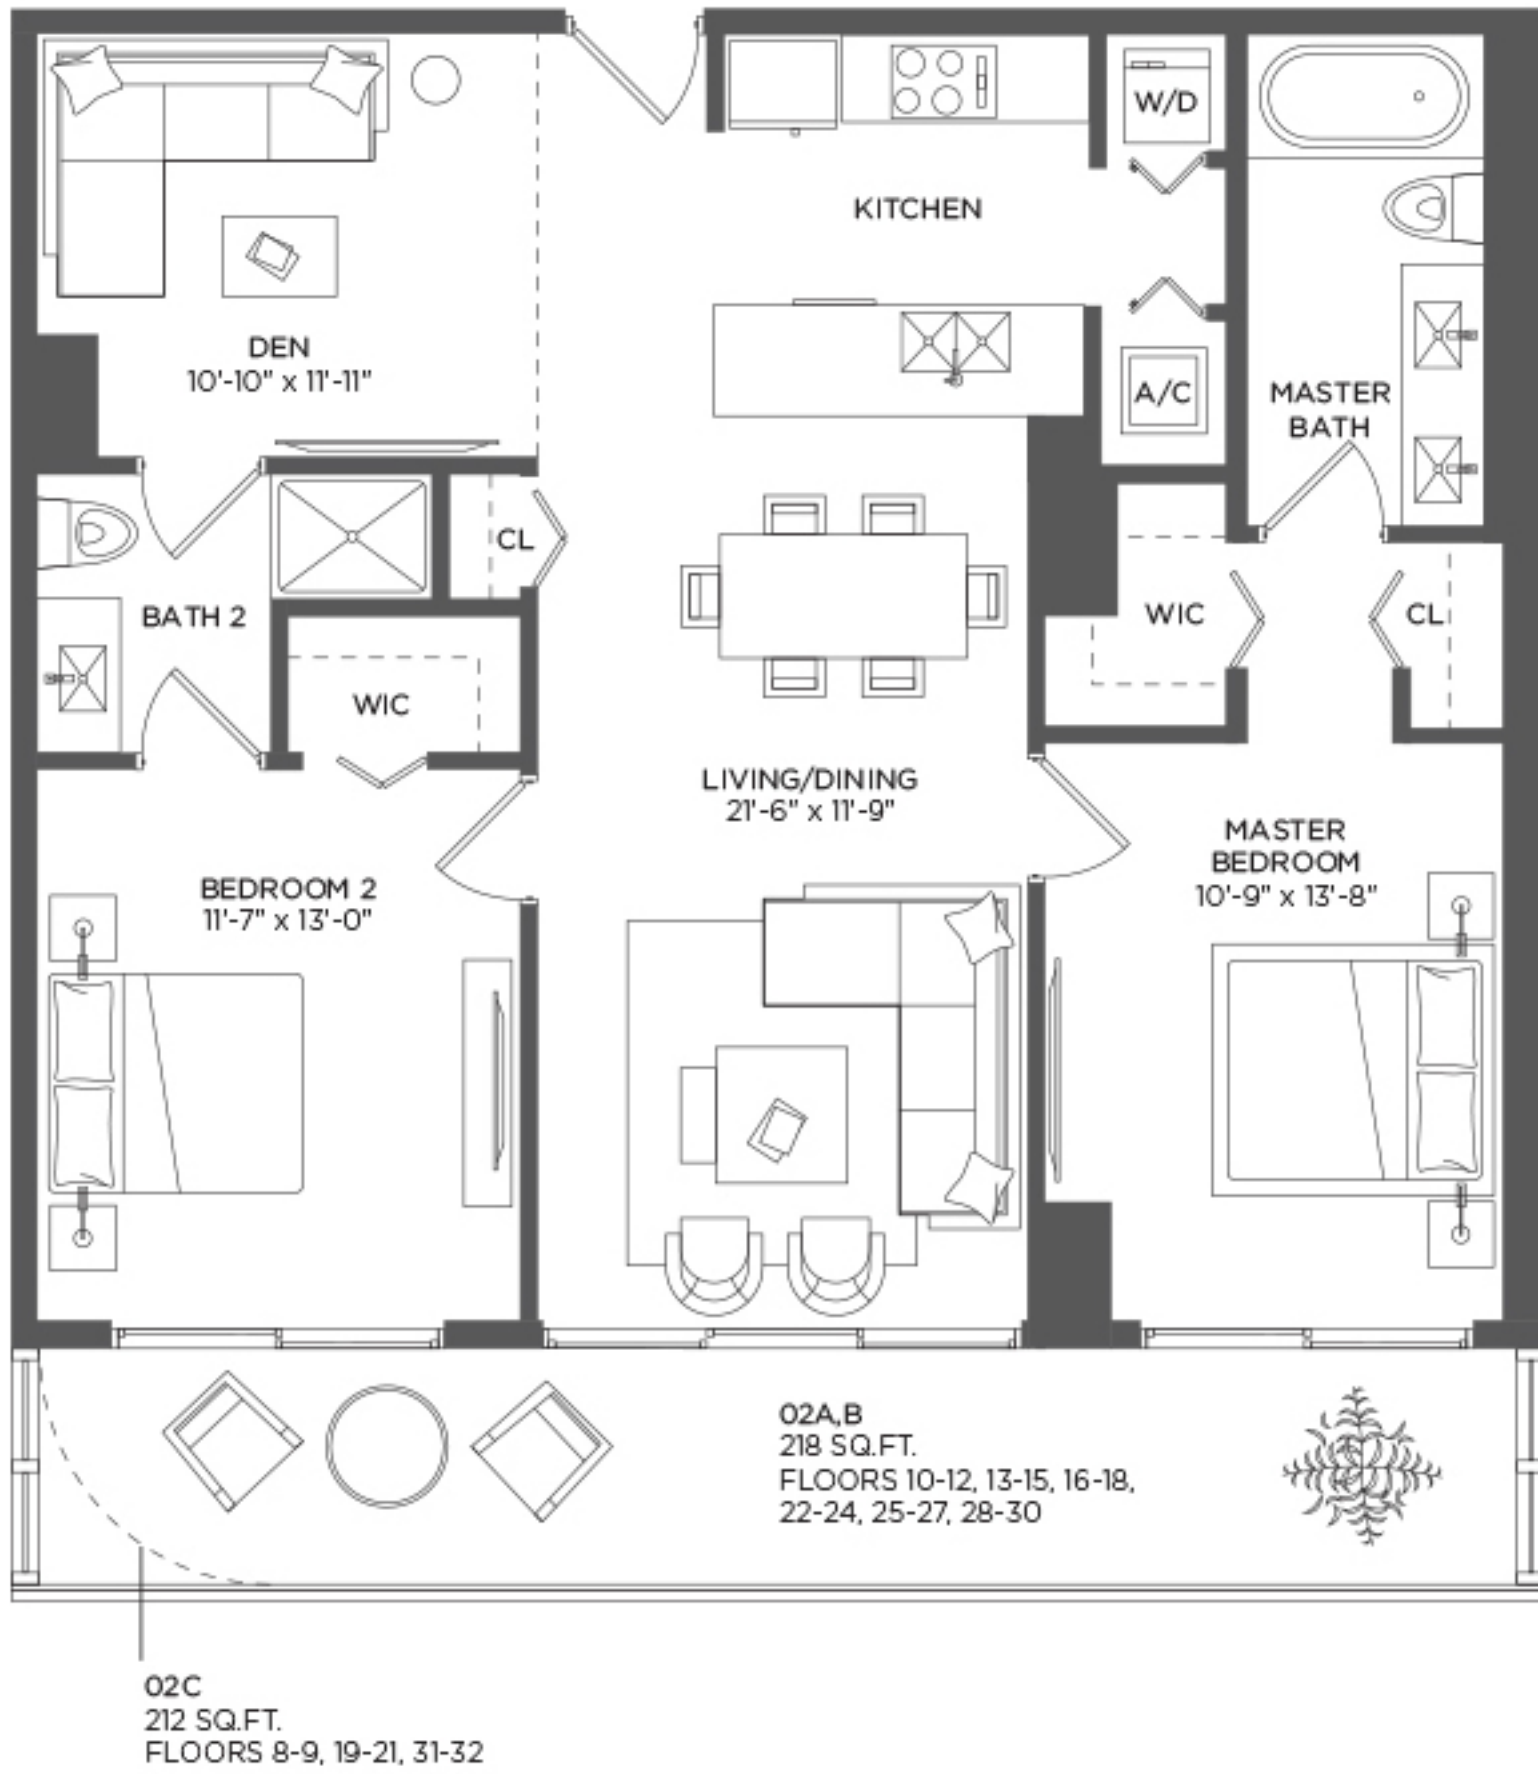 W/D
KITCHEN
DEN
10'-10" x 11'-11"
A/C
MASTER
BATH
CL
BATH 2
WIC
CL
WIC
LIVING/DINING
21'-6" x 11'-9"
MASTER
BEDROOM
10'-9" x 13'-8"
BEDROOM 2
11'-7" x 13'-0"
02A,B
218 SQ.FT.
FLOORS 10-12, 13-15, 16-18,
22-24, 25-27, 28-30
02C
212 SQ.FT.
FLOORS 8-9, 19-21, 31-32